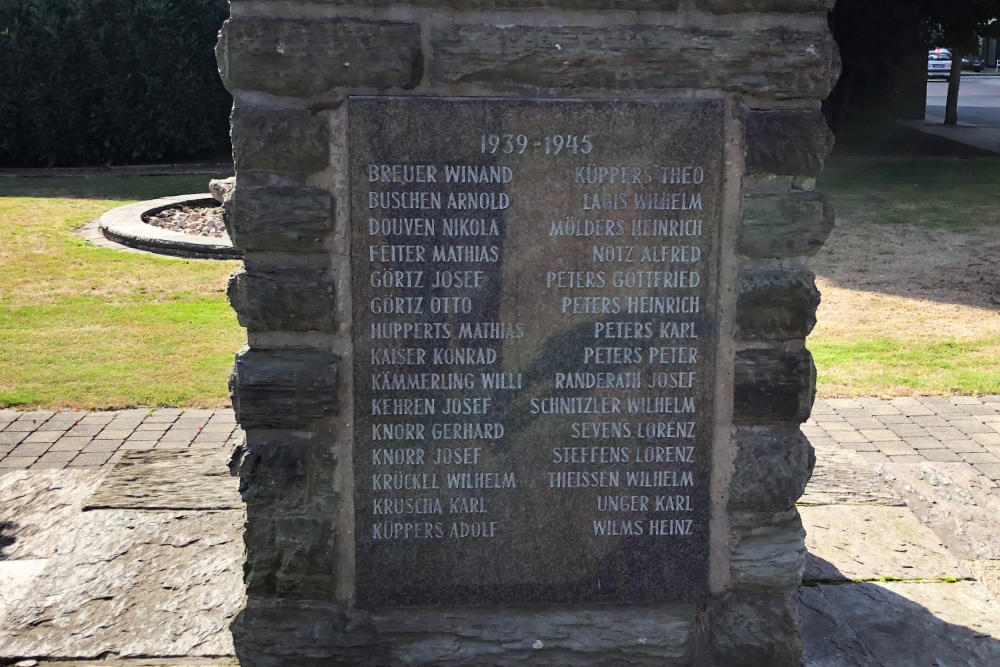 1939-1945
BREUER WINAND
BUSCHEN ARNOLD
DOUVEN NIKOLA
FEITER MATHIAS
GÖRTZ JOSEF
GÖRTZ OTTO
HUPPERTS MATHIAS
KAISER KONRAD
KÄMMERLING WILLI
KEHREN JOSEF
KNORR GERHARD
KNORR JOSEF
KRÜCKEL WILHELM
KRUSCHA KARL
KÜPPERS ADOLF
KÜPPERS THEO
LABIS WILHELM
MÖLDERS HEINRICH
NOTZ ALFRED
PETERS GOTTFRIED
PETERS HEINRICH
PETERS KARL
PETERS PETER
RANDERATH JOSEF
SCHNITZLER WILHELM
SEVENS LORENZ
STEFFENS LORENZ
THEISSEN WILHELM
UNGER KARL
WILMS HEINZ